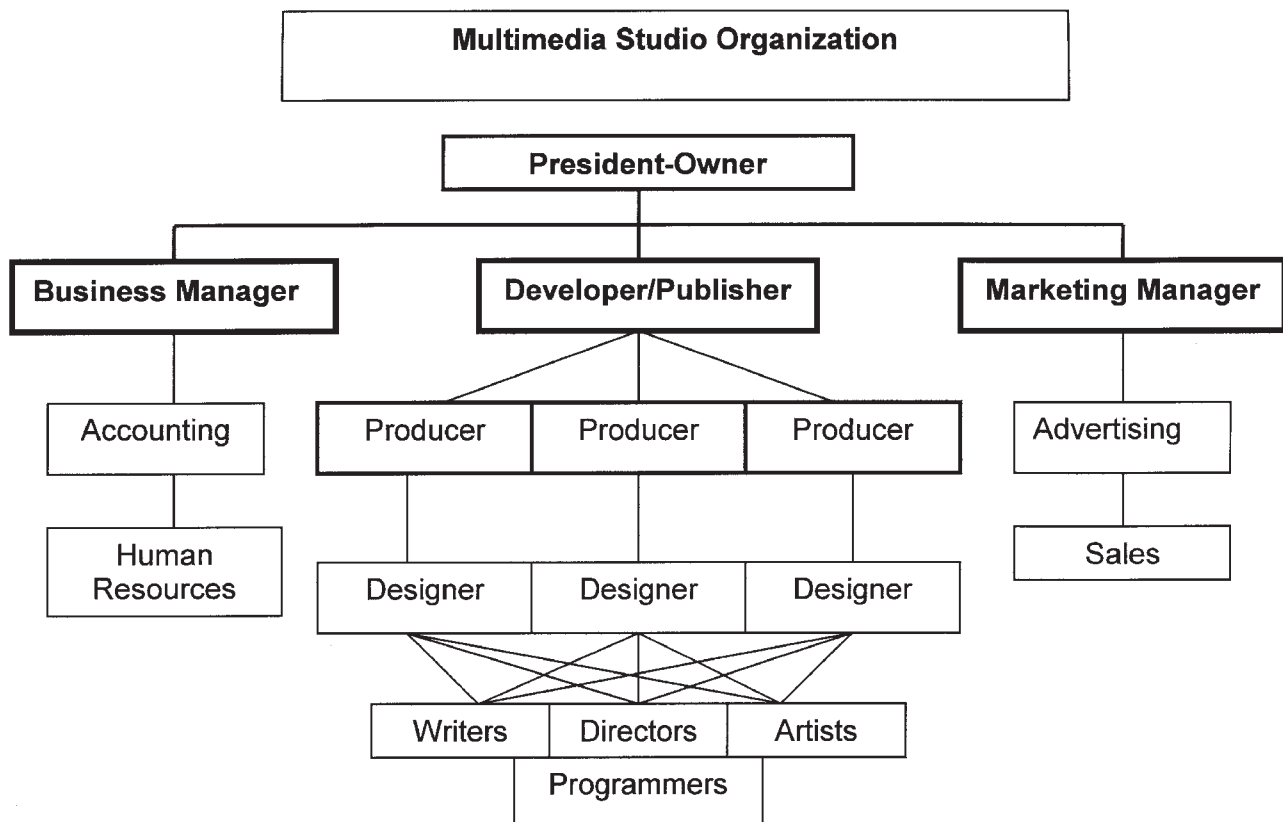 Multimedia Studio Organization
President-Owner
Business Manager
Developer/Publisher
Marketing Manager
Accounting
Producer
Producer
Producer
Advertising
Human
Resources
Sales
Designer
Designer
Designer
Writers
Directors
Artists
Programmers